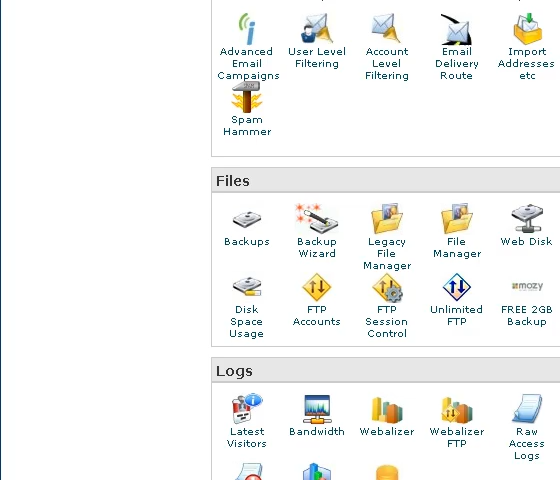 Advanced Email Campaigns
User Level Filtering
Account Level Filtering
Email Delivery Route
Import Addresses etc
Spam Hammer
Files
Backups
Backup Wizard
Legacy File Manager
File Manager
Web Disk
Disk Space Usage
FTP Accounts
FTP Session Control
Unlimited FTP
mozy
FREE 2GB Backup
Logs
Latest Visitors
Bandwidth
Webalizer
Webalizer FTP
Raw Access Logs